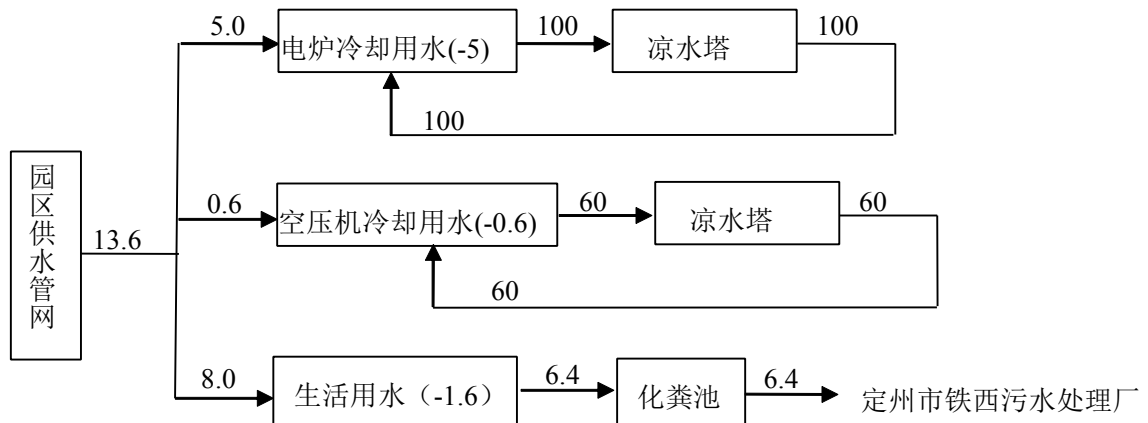 5.0
电炉冷却用水(-5)
100
凉水塔
100
100
园区供水管网
13.6
0.6
空压机冷却用水(-0.6)
60
凉水塔
60
60
8.0
生活用水（-1.6）
6.4
化粪池
6.4
定州市铁西污水处理厂